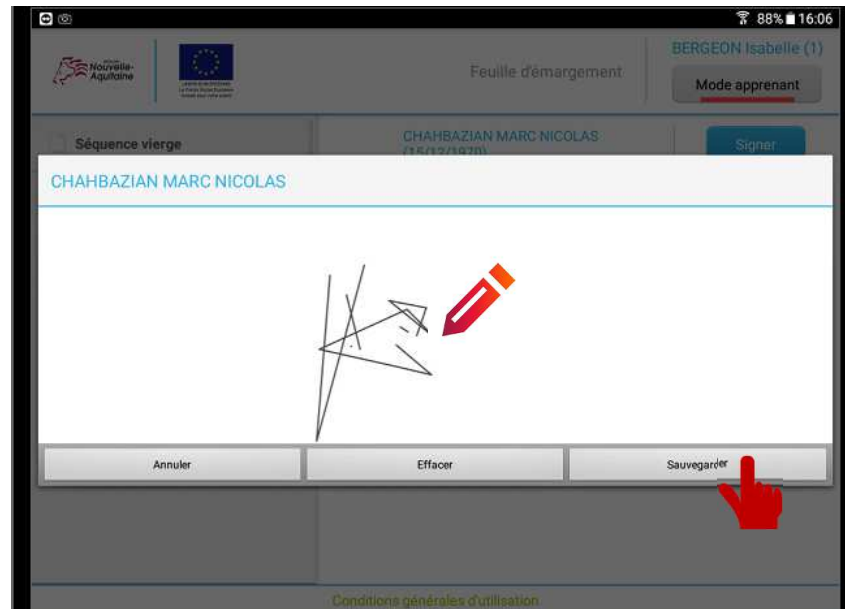 88% 16:06
Nouvelle-
Aquitaine
Feuille d'émargement
BERGEON Isabelle (1)
Mode apprenant
Séquence vierge
CHAHBAZIAN MARC NICOLAS
(15/12/1970)
Signer
CHAHBAZIAN MARC NICOLAS
Annuler
Effacer
Sauvegarder
Conditions générales d'utilisation